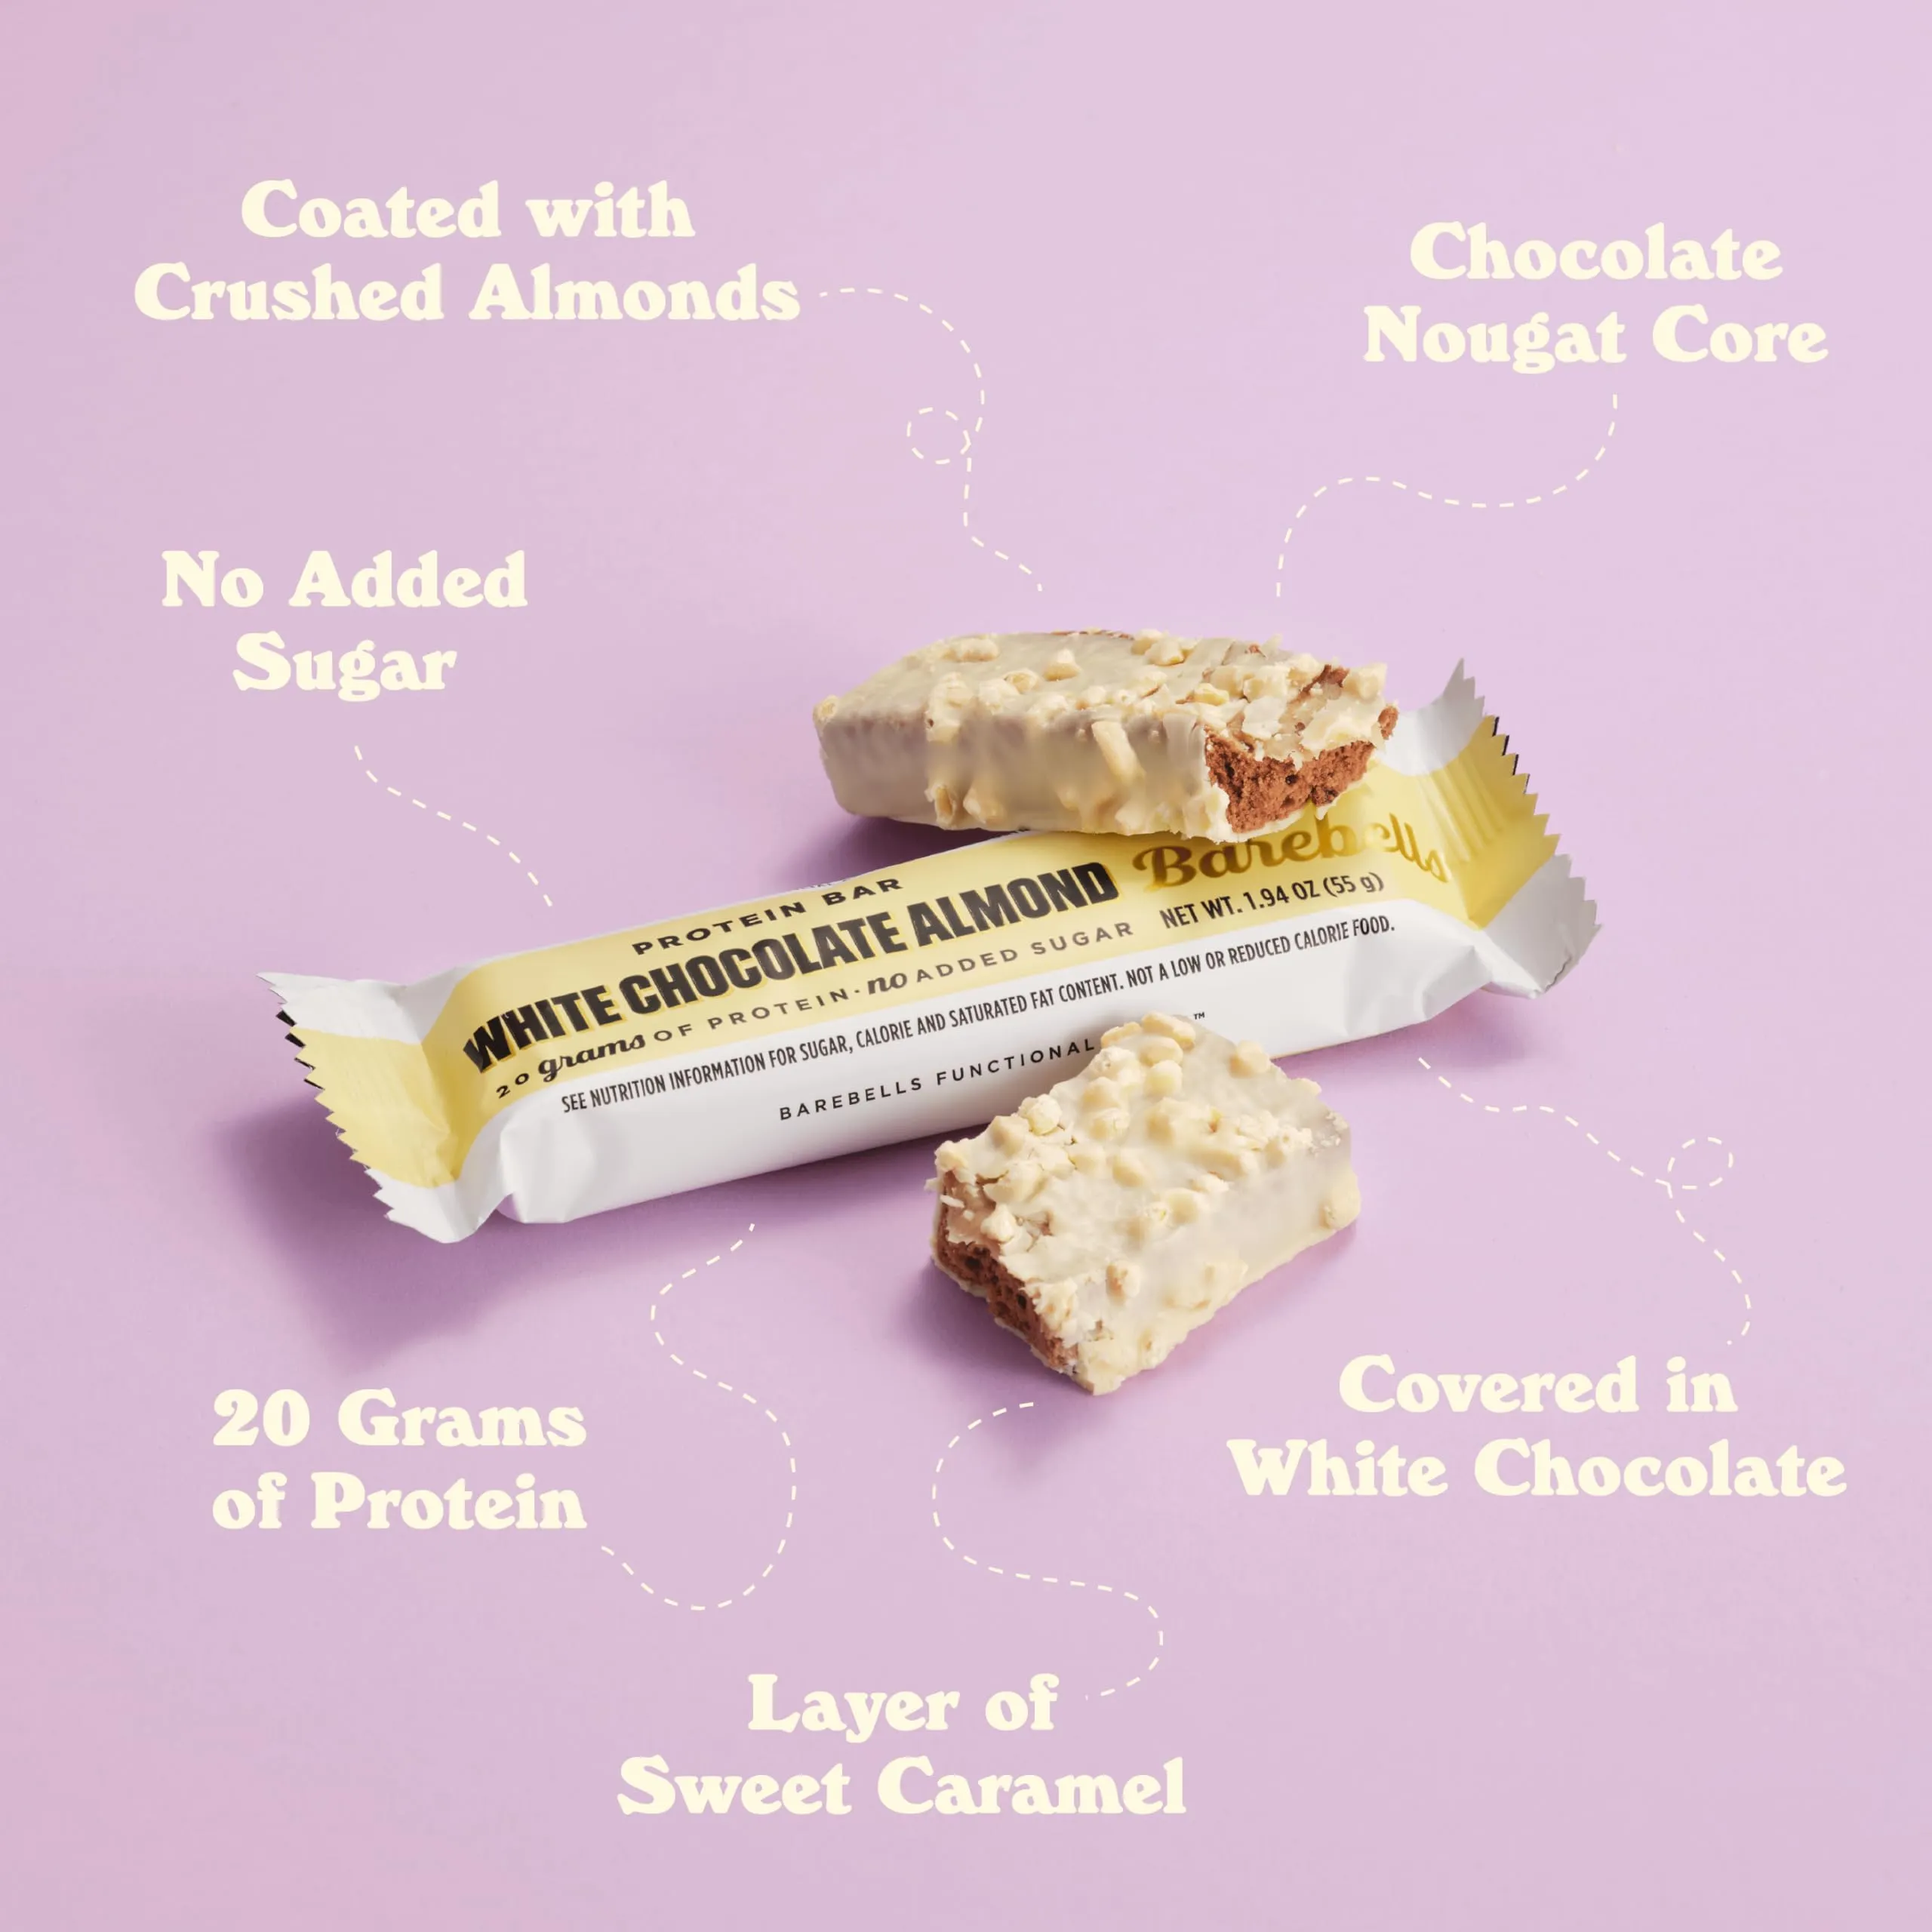 Coated with
Crushed Almonds
Chocolate
Nougat Core
No Added
Sugar
PROTEIN BAR
WHITE CHOCOLATE ALMOND
Barebells
20 grams OF PROTEIN · no ADDED SUGAR
NET WT. 1.94 OZ (55 g)
SEE NUTRITION INFORMATION FOR SUGAR, CALORIE AND SATURATED FAT CONTENT. NOT A LOW OR REDUCED CALORIE FOOD.
BAREBELLS FUNCTIONAL ™
20 Grams
of Protein
Covered in
White Chocolate
Layer of
Sweet Caramel